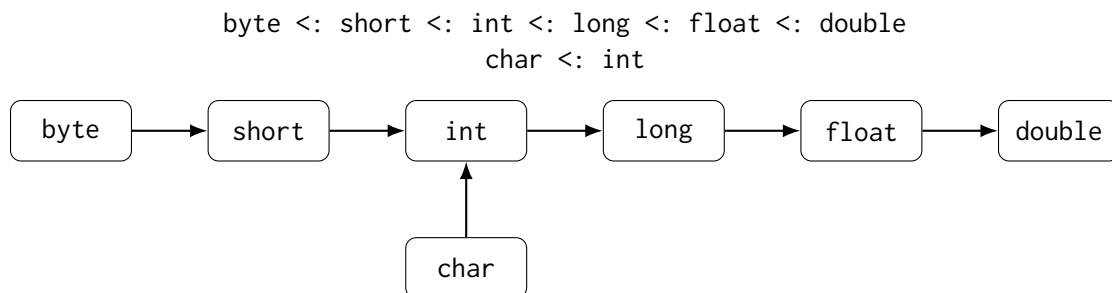 byte <: short <: int <: long <: float <: double
char <: int
byte short int long float double
char